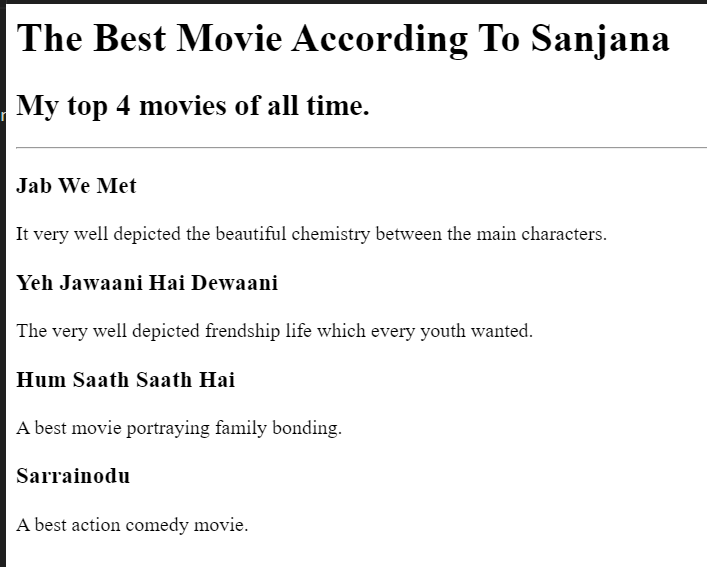 The Best Movie According To Sanjana
My top 4 movies of all time.
Jab We Met
It very well depicted the beautiful chemistry between the main characters.
Yeh Jawaani Hai Dewaani
The very well depicted frendship life which every youth wanted.
Hum Saath Saath Hai
A best movie portraying family bonding.
Sarrainodu
A best action comedy movie.